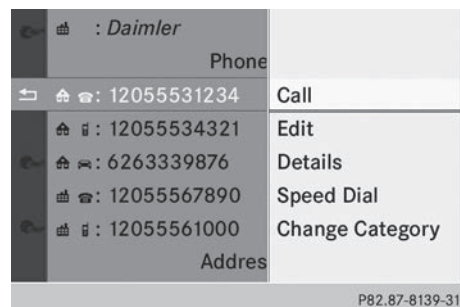 : Daimler
Phone
: 12055531234
Call
: 12055534321
Edit
: 6263339876
Details
: 12055567890
Speed Dial
: 12055561000
Change Category
Addres
P82.87-8139-31